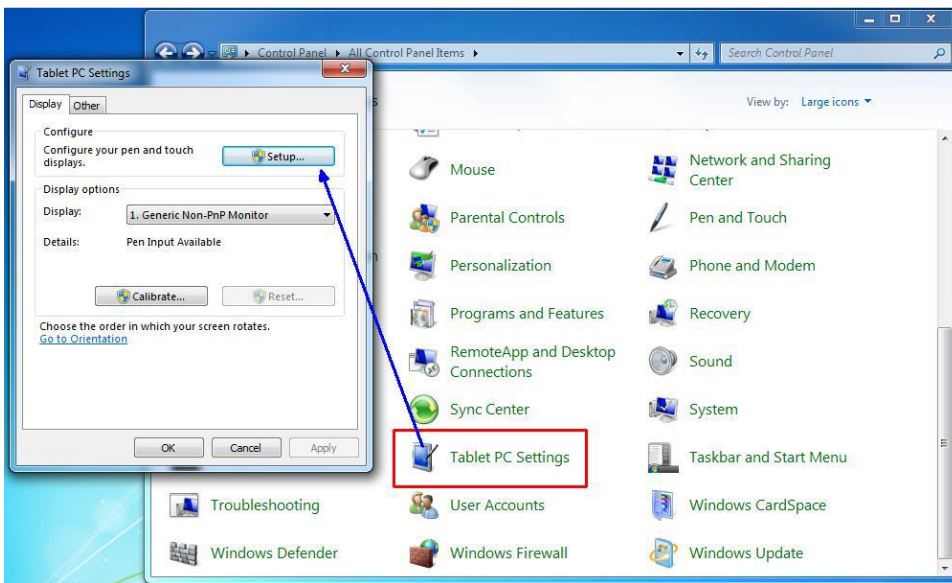 Control Panel ▸ All Control Panel Items ▸
Search Control Panel
Tablet PC Settings
Display
Other
Configure
Configure your pen and touch
displays.
Setup...
Display options
Display:
1. Generic Non-PnP Monitor
Details:
Pen Input Available
Calibrate...
Reset...
Choose the order in which your screen rotates.
Go to Orientation
OK
Cancel
Apply
View by:
Large icons
Mouse
Network and Sharing
Center
Parental Controls
Pen and Touch
Personalization
Phone and Modem
Programs and Features
Recovery
RemoteApp and Desktop
Connections
Sound
Sync Center
System
Tablet PC Settings
Taskbar and Start Menu
Troubleshooting
User Accounts
Windows CardSpace
Windows Defender
Windows Firewall
Windows Update